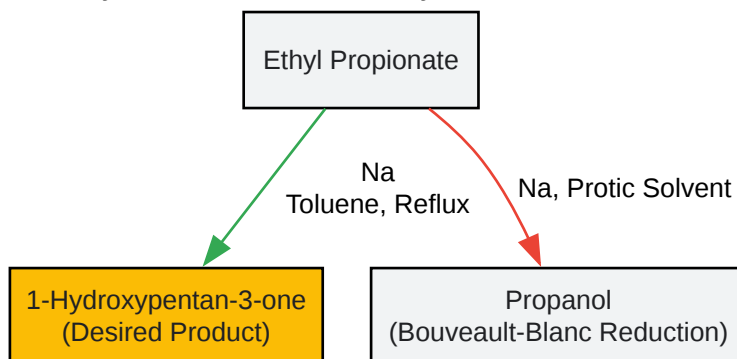 Ethyl Propionate
Na
Toluene, Reflux
Na, Protic Solvent
1-Hydroxypentan-3-one
(Desired Product)
Propanol
(Bouveault-Blanc Reduction)